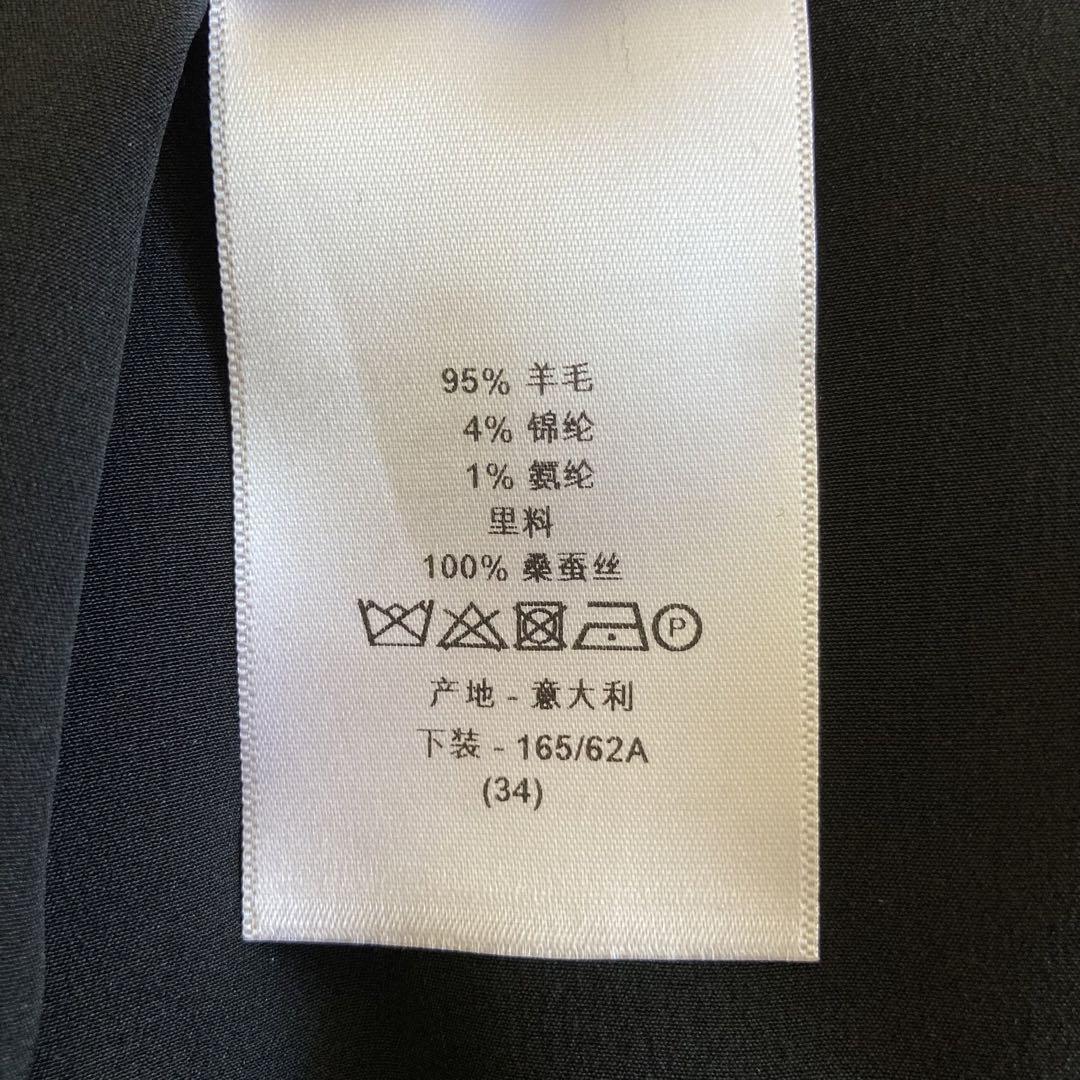 95% 羊毛
4% 锦纶
1% 氨纶
里料
100% 桑蚕丝
P
产地 - 意大利
下装 - 165/62A
(34)